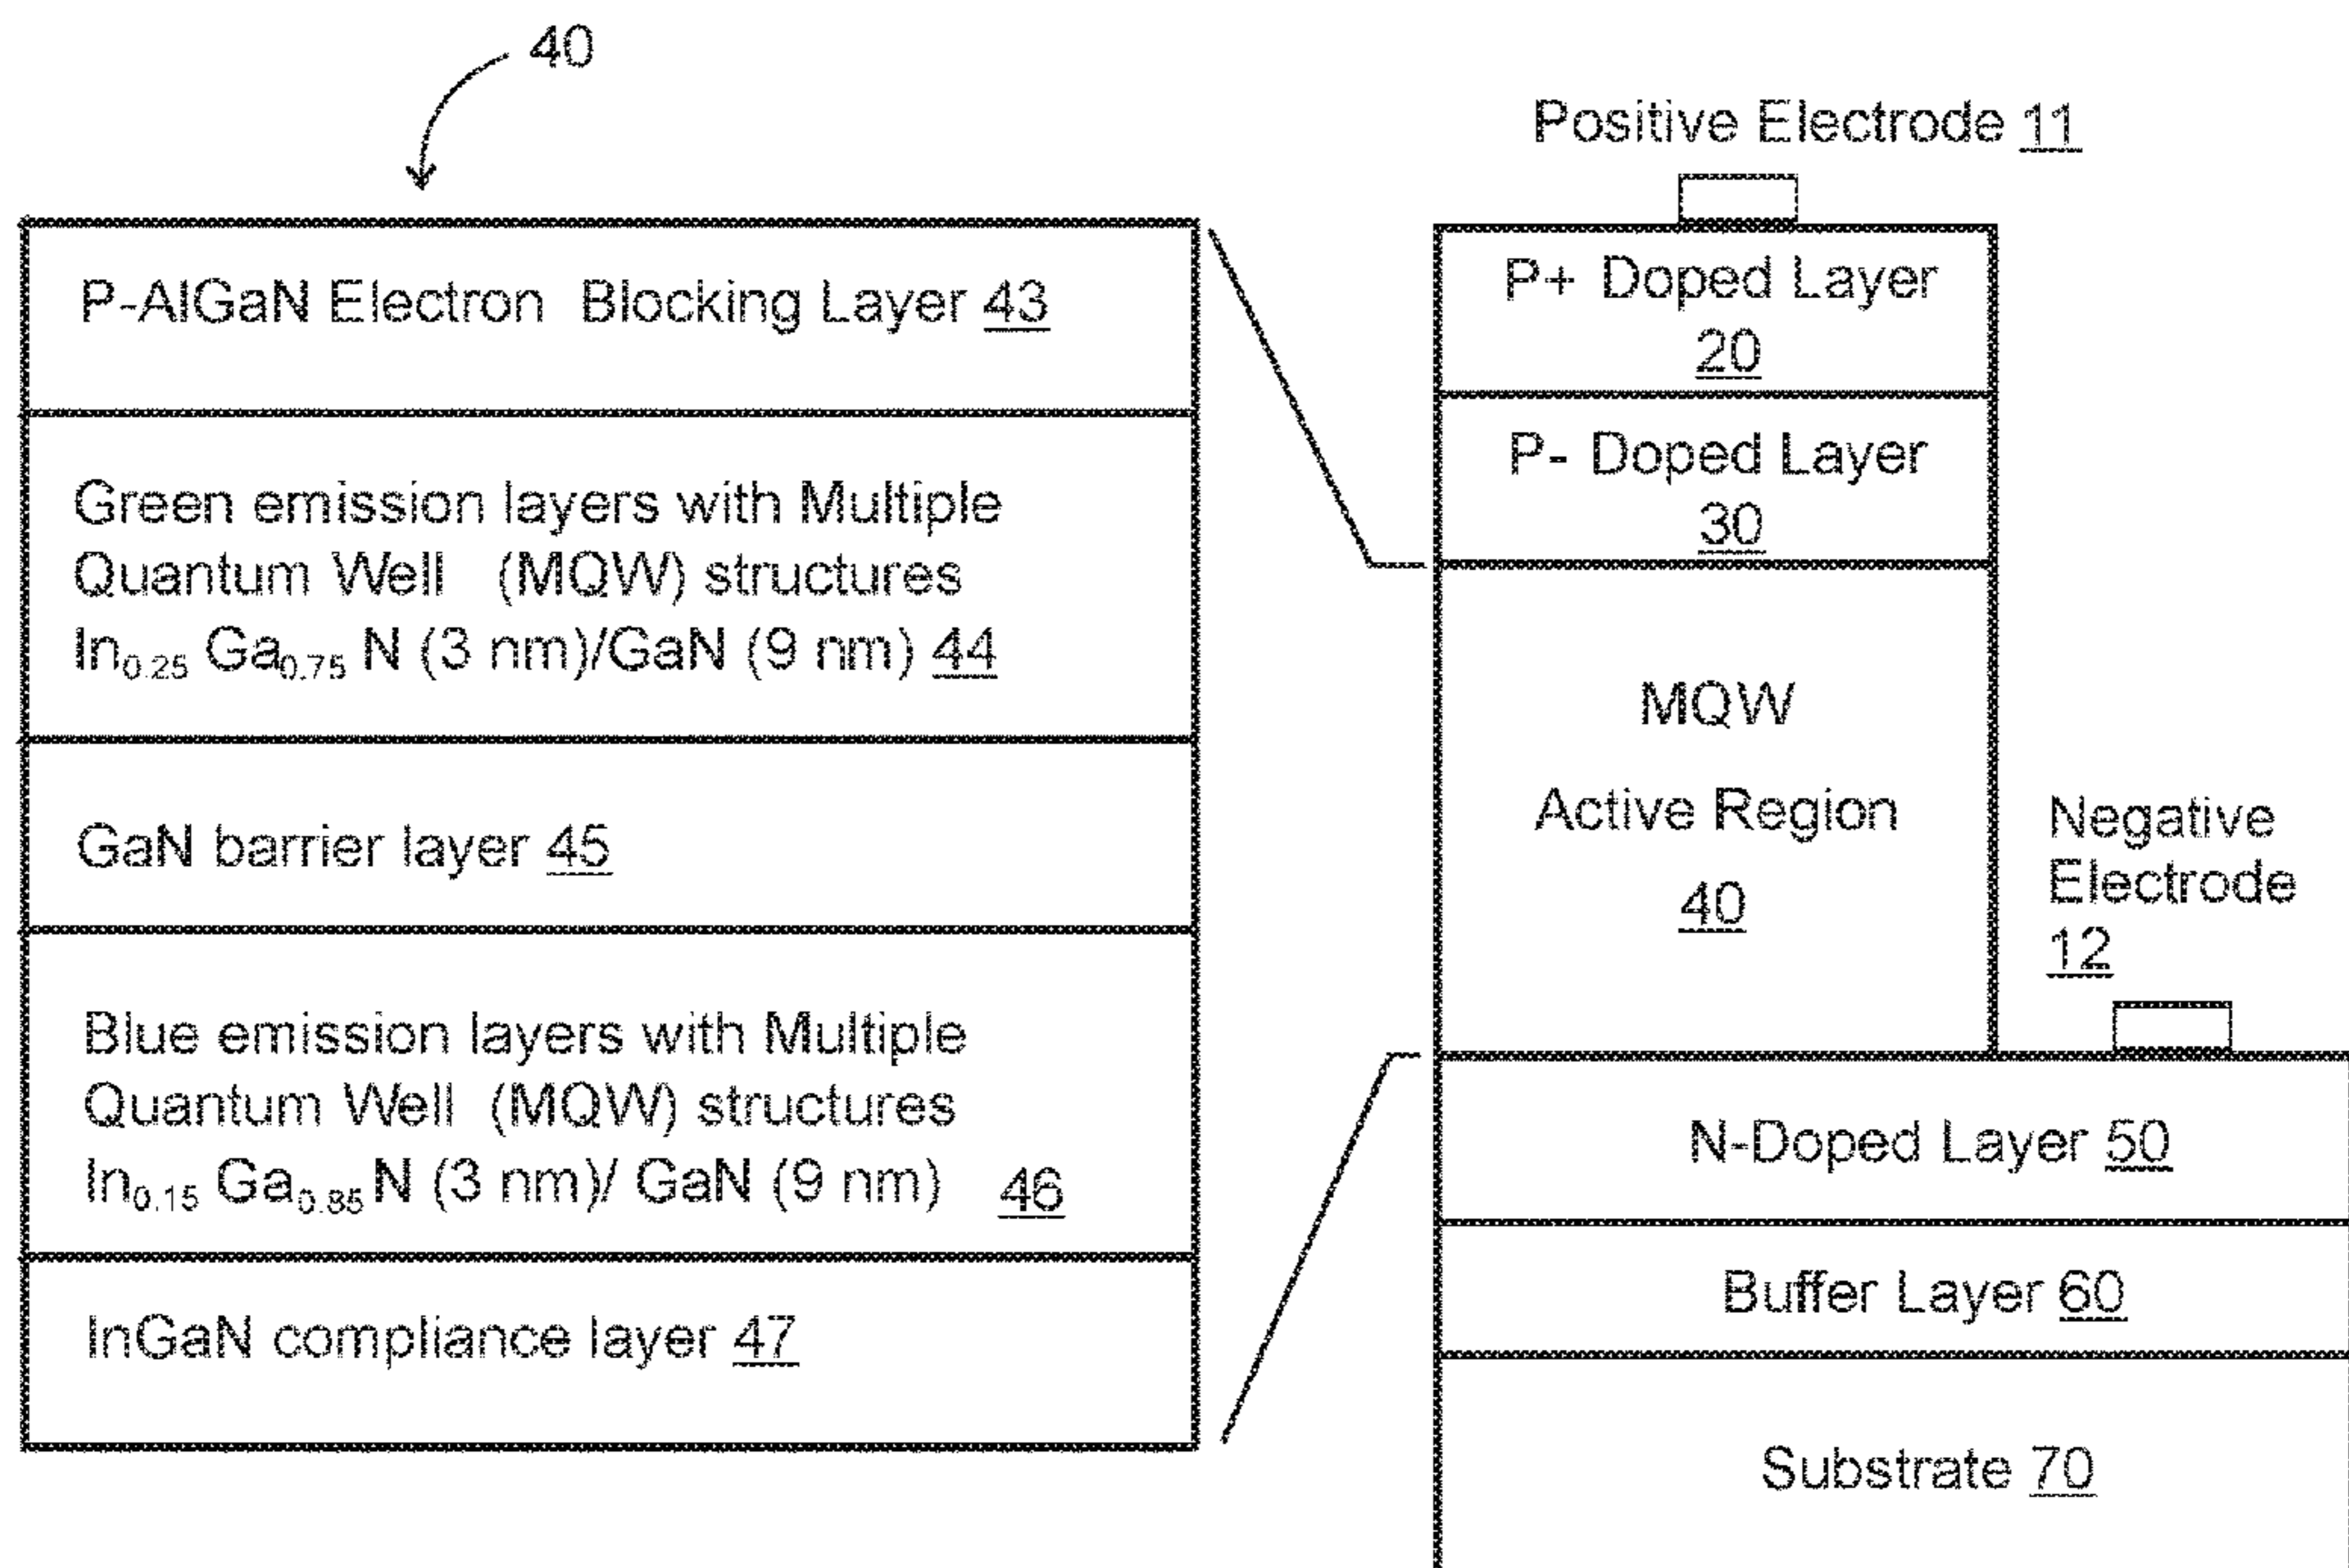 40
P-AlGaN Electron Blocking Layer 43
Green emission layers with Multiple
Quantum Well (MQW) structures
In0.25 Ga0.75 N (3 nm)/GaN (9 nm) 44
GaN barrier layer 45
Blue emission layers with Multiple
Quantum Well (MQW) structures
In0.15 Ga0.85 N (3 nm)/ GaN (9 nm) 46
InGaN compliance layer 47
Positive Electrode 11
P+ Doped Layer
20
P- Doped Layer
30
MQW
Active Region
40
Negative
Electrode
12
N-Doped Layer 50
Buffer Layer 60
Substrate 70